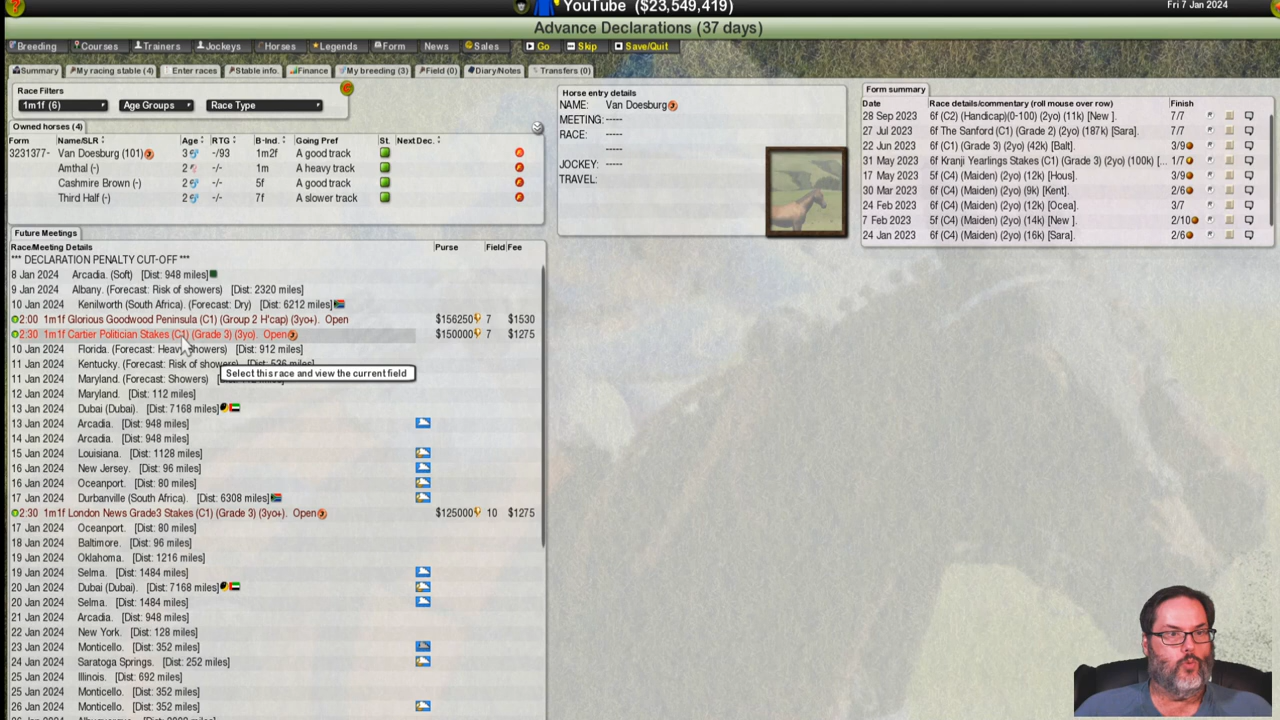 YouTube ($23,549,419)
Fri 7 Jan 2024
Advance Declarations (37 days)
Breeding Courses Trainers Jockeys Horses Legends Form News Sales Go Skip Save/Quit
Summary My racing stable (4) Enter races Stable info. Finance My breeding (3) Field (0) Diary/Notes Transfers (0)
Race Filters
1m1f (6) Age Groups Race Type
Owned horses (4)
Form Name/SLR Age RTG B-Ind. Going Pref St. Next Dec.
3231377- Van Doesburg (101) 3 -/93 1m2f A good track
Amthal (-) 2 -/- 1m A heavy track
Cashmere Brown (-) 2 -/- 5f A good track
Third Half (-) 2 -/- 7f A slower track
Future Meetings
Race/Meeting Details Purse Field Fee
*** DECLARATION PENALTY CUT-OFF ***
8 Jan 2024 Arcadia. (Soft) [Dist: 948 miles]
9 Jan 2024 Albany. (Forecast: Risk of showers) [Dist: 2320 miles]
10 Jan 2024 Kenilworth (South Africa). (Forecast: Dry) [Dist: 6212 miles]
2:00 1m1f Glorious Goodwood Peninsula (C1) (Group 2 H'cap) (3yo+). Open $156250 7 $1530
2:30 1m1f Cartier Politician Stakes (C1) (Grade 3) (3yo). Open $150000 7 $1275
10 Jan 2024 Florida. (Forecast: Heavy showers) [Dist: 912 miles]
11 Jan 2024 Kentucky. (Forecast: Risk of showers) [Dist: 536 miles]
11 Jan 2024 Maryland. (Forecast: Showers)
Select this race and view the current field
12 Jan 2024 Maryland. [Dist: 112 miles]
13 Jan 2024 Dubai (Dubai). [Dist: 7168 miles]
13 Jan 2024 Arcadia. [Dist: 948 miles]
14 Jan 2024 Arcadia. [Dist: 948 miles]
15 Jan 2024 Louisiana. [Dist: 1128 miles]
16 Jan 2024 New Jersey. [Dist: 96 miles]
16 Jan 2024 Oceanport. [Dist: 80 miles]
17 Jan 2024 Durbanville (South Africa). [Dist: 6308 miles]
2:30 1m1f London News Grade3 Stakes (C1) (Grade 3) (3yo+). Open $125000 10 $1275
17 Jan 2024 Oceanport. [Dist: 80 miles]
18 Jan 2024 Baltimore. [Dist: 96 miles]
19 Jan 2024 Oklahoma. [Dist: 1216 miles]
19 Jan 2024 Selma. [Dist: 1484 miles]
20 Jan 2024 Dubai (Dubai). [Dist: 7168 miles]
20 Jan 2024 Selma. [Dist: 1484 miles]
21 Jan 2024 Arcadia. [Dist: 948 miles]
22 Jan 2024 New York. [Dist: 128 miles]
23 Jan 2024 Monticello. [Dist: 352 miles]
24 Jan 2024 Saratoga Springs. [Dist: 252 miles]
25 Jan 2024 Illinois. [Dist: 692 miles]
25 Jan 2024 Monticello. [Dist: 352 miles]
26 Jan 2024 Monticello. [Dist: 352 miles]
Horse entry details
NAME: Van Doesburg
MEETING: -----
RACE: -----
-----
JOCKEY: -----
TRAVEL: -----
Form summary
Date Race details/commentary (roll mouse over row) Finish
28 Sep 2023 6f (C2) (Handicap)(0-100) (2yo) (11k) [New ]. 7/7
27 Jul 2023 6f The Sanford (C1) (Grade 2) (2yo) (187k) [Sara]. 7/7
22 Jun 2023 6f (C1) (Grade 3) (2yo) (42k) [Balt]. 3/9
31 May 2023 6f Kranji Yearlings Stakes (C1) (Grade 3) (2yo) (100k) [... 1/7
17 May 2023 5f (C4) (Maiden) (2yo) (12k) [Hous]. 3/9
30 Mar 2023 6f (C4) (Maiden) (2yo) (9k) [Kent]. 2/6
24 Feb 2023 6f (C4) (Maiden) (2yo) (12k) [Ocea]. 3/7
7 Feb 2023 5f (C4) (Maiden) (2yo) (14k) [New ]. 2/10
24 Jan 2023 6f (C4) (Maiden) (2yo) (16k) [Sara]. 2/6